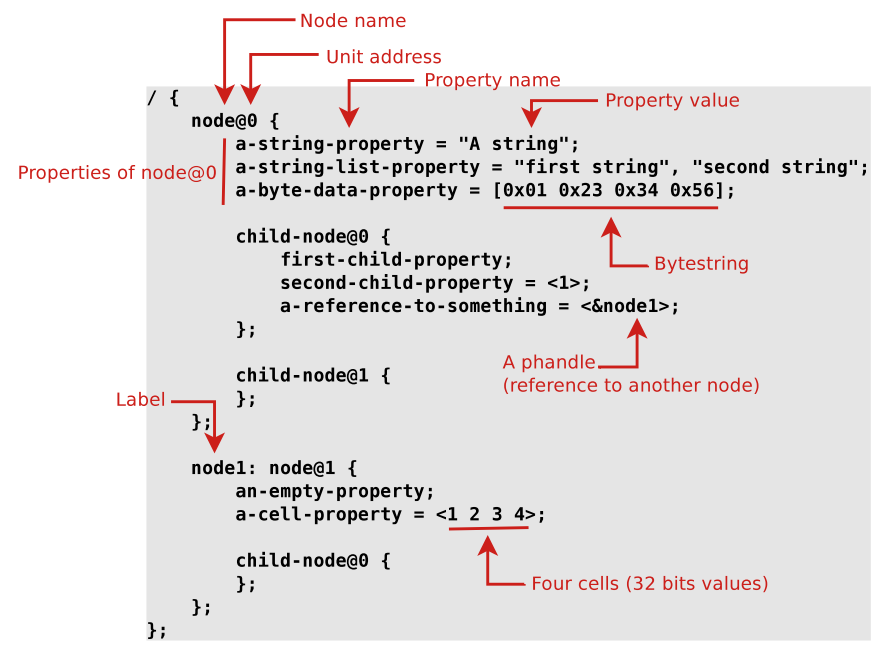 Node name
Unit address
Property name
Property value
/ {
node@0 {
a-string-property = "A string";
Properties of node@0
a-string-list-property = "first string", "second string";
a-byte-data-property = [0x01 0x23 0x34 0x56];
child-node@0 {
first-child-property;
Bytestring
second-child-property = <1>;
a-reference-to-something = <&node1>;
};
A phandle
(reference to another node)
child-node@1 {
Label
};
};
node1: node@1 {
an-empty-property;
a-cell-property = <1 2 3 4>;
child-node@0 {
Four cells (32 bits values)
};
};
};